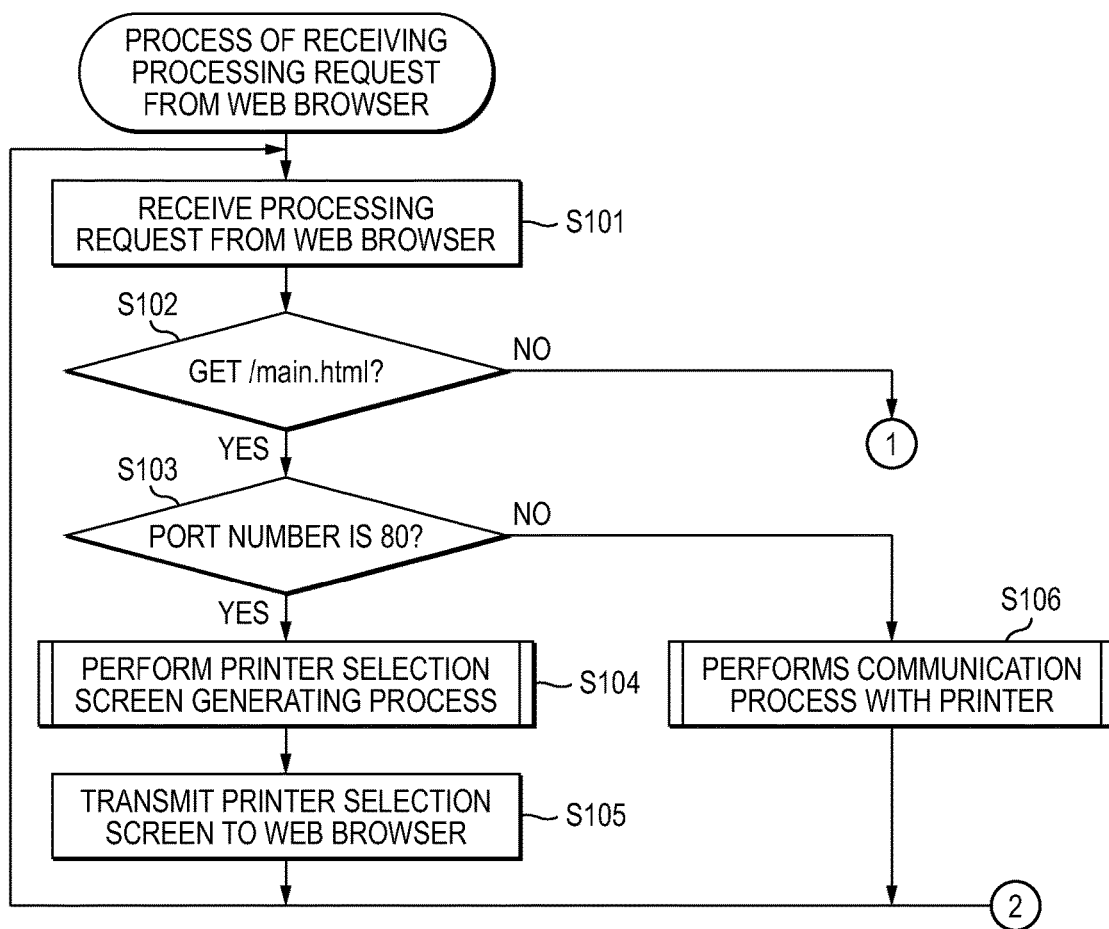 PROCESS OF RECEIVING
PROCESSING REQUEST
FROM WEB BROWSER
RECEIVE PROCESSING
REQUEST FROM WEB BROWSER
S101
S102
GET /main.html?
NO
1
YES
S103
PORT NUMBER IS 80?
NO
YES
S106
PERFORM PRINTER SELECTION
SCREEN GENERATING PROCESS
S104
PERFORMS COMMUNICATION
PROCESS WITH PRINTER
TRANSMIT PRINTER SELECTION
SCREEN TO WEB BROWSER
S105
2